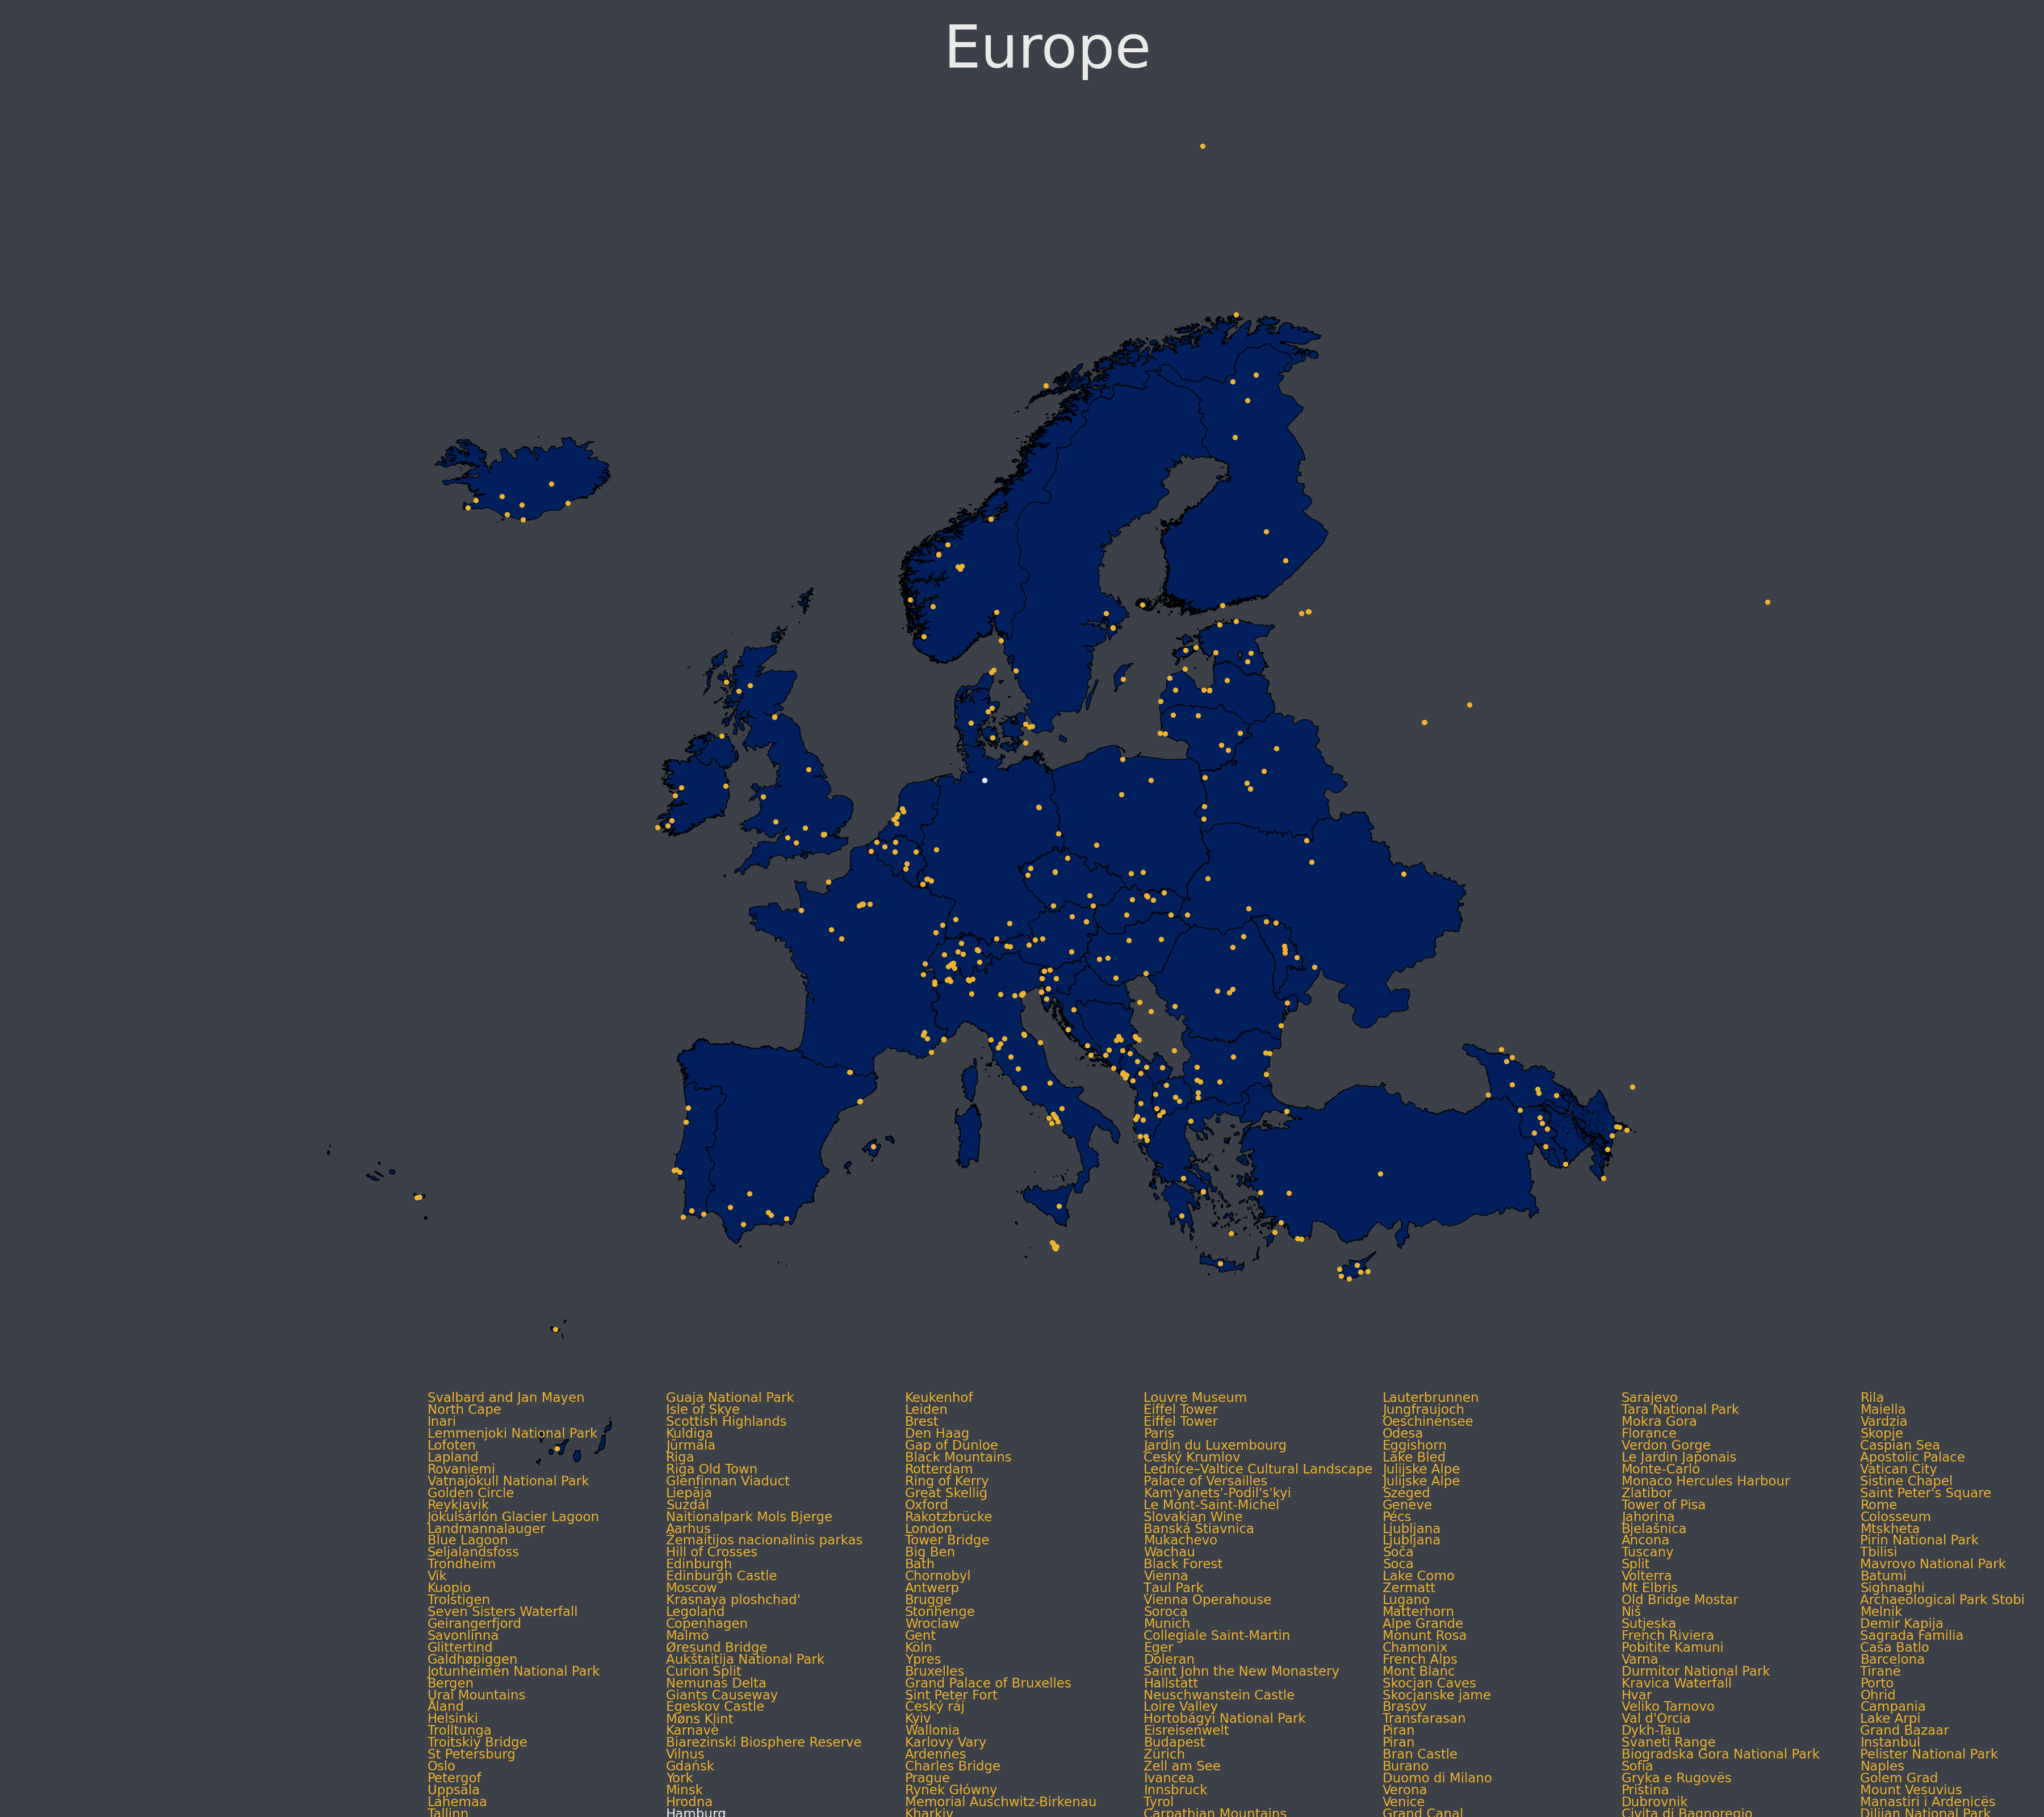 Europe
Svalbard and Jan Mayen
North Cape
Inari
Lemmenjoki National Park
Lofoten
Lapland
Rovaniemi
Vatnajökull National Park
Golden Circle
Reykjavik
Jökulsárlón Glacier Lagoon
Landmannalauger
Blue Lagoon
Seljalandsfoss
Trondheim
Vik
Kuopio
Trolstigen
Seven Sisters Waterfall
Geirangerfjord
Savonlinna
Glittertind
Galdhøpiggen
Jotunheimen National Park
Bergen
Ural Mountains
Åland
Helsinki
Trolltunga
Troitskiy Bridge
St Petersburg
Oslo
Petergof
Uppsala
Lahemaa
Tallinn
Guaja National Park
Isle of Skye
Scottish Highlands
Kuldiga
Jūrmala
Riga
Riga Old Town
Glenfinnan Viaduct
Liepāja
Suzdal
Naitionalpark Mols Bjerge
Aarhus
Žemaitijos nacionalinis parkas
Hill of Crosses
Edinburgh
Edinburgh Castle
Moscow
Krasnaya ploshchad'
Legoland
Copenhagen
Malmö
Øresund Bridge
Aukštaitija National Park
Curion Split
Nemunas Delta
Giants Causeway
Egeskov Castle
Møns Klint
Karnavė
Biarezinski Biosphere Reserve
Vilnus
Gdańsk
York
Minsk
Hrodna
Hamburg
Keukenhof
Leiden
Brest
Den Haag
Gap of Dunloe
Black Mountains
Rotterdam
Ring of Kerry
Great Skellig
Oxford
Rakotzbrücke
London
Tower Bridge
Big Ben
Bath
Chornobyl
Antwerp
Brugge
Stonhenge
Wroclaw
Gent
Köln
Ypres
Bruxelles
Grand Palace of Bruxelles
Sint Peter Fort
Český ráj
Kyiv
Wallonia
Karlovy Vary
Ardennes
Charles Bridge
Prague
Rynek Główny
Memorial Auschwitz-Birkenau
Kharkiv
Louvre Museum
Eiffel Tower
Eiffel Tower
Paris
Jardin du Luxembourg
Český Krumlov
Lednice–Valtice Cultural Landscape
Palace of Versailles
Kam'yanets'-Podil's'kyi
Le Mont-Saint-Michel
Slovakian Wine
Banská Štiavnica
Mukachevo
Wachau
Black Forest
Vienna
Taul Park
Vienna Operahouse
Soroca
Munich
Collegiale Saint-Martin
Eger
Doleran
Saint John the New Monastery
Hallstatt
Neuschwanstein Castle
Loire Valley
Hortobágyi National Park
Eisreisenwelt
Budapest
Zürich
Zell am See
Ivancea
Innsbruck
Carpathian Mountains
Lauterbrunnen
Jungfraujoch
Oeschinensee
Odesa
Eggishorn
Lake Bled
Julijske Alpe
Julijske Alpe
Szeged
Geneve
Pécs
Ljubljana
Ljubljana
Soča
Soca
Lake Como
Zermatt
Lugano
Matterhorn
Alpe Grande
Monunt Rosa
Chamonix
French Alps
Mont Blanc
Skocjan Caves
Skocjanske jame
Brașov
Transfarasan
Piran
Piran
Bran Castle
Burano
Duomo di Milano
Verona
Venice
Grand Canal
Sarajevo
Tara National Park
Mokra Gora
Florance
Verdon Gorge
Le Jardin Japonais
Monte-Carlo
Monaco Hercules Harbour
Zlatibor
Tower of Pisa
Jahorina
Bjelašnica
Ancona
Tuscany
Split
Volterra
Mt Elbris
Old Bridge Mostar
Niš
Sutjeska
French Riviera
Pobitite Kamuni
Varna
Durmitor National Park
Kravica Waterfall
Hvar
Veliko Tarnovo
Val d'Orcia
Dykh-Tau
Svaneti Range
Biogradska Gora National Park
Sofia
Gryka e Rugovës
Pristina
Dubrovnik
Civita di Bagnoregio
Rila
Maiella
Vardzia
Skopje
Caspian Sea
Apostolic Palace
Vatican City
Sistine Chapel
Saint Peter's Square
Rome
Colosseum
Mtskheta
Pirin National Park
Tbilisi
Mavrovo National Park
Batumi
Sighnaghi
Archaeological Park Stobi
Melnik
Demir Kapija
Sagrada Familia
Casa Batlo
Barcelona
Tiranë
Porto
Ohrid
Campania
Lake Arpi
Grand Bazaar
Instanbul
Pelister National Park
Naples
Golem Grad
Mount Vesuvius
Manastiri i Ardenicës
Dilijan National Park